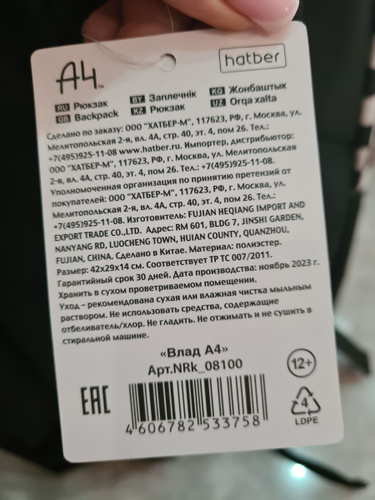 A4™
hatber
RU Рюкзак BY Заплечнік KG Жонбаштык
GB Backpack KZ Рюкзак UZ Orqa xalta
Сделано по заказу: ООО "ХАТБЕР-М", 117623, РФ, г. Москва, ул.
Мелитопольская 2-я, вл. 4А, стр. 40, эт. 4, пом 26. Тел.:
+7(495)925-11-08 www.hatber.ru. Импортер, дистрибьютор:
ООО "ХАТБЕР-М", 117623, РФ, г. Москва, ул. Мелитопольская
2-я, вл. 4А, стр. 40, эт. 4, пом 26. Тел.: +7(495)925-11-08.
Уполномоченная организация по принятию претензий от
покупателей: ООО "ХАТБЕР-М", 117623, РФ, г. Москва, ул.
Мелитопольская 2-я, вл. 4А, стр. 40, эт. 4, пом 26. Тел.:
+7(495)925-11-08. Изготовитель: FUJIAN HEQIANG IMPORT AND
EXPORT TRADE CO.,LTD. Адрес: RM 601, BLDG 7, JINSHI GARDEN,
NANYANG RD, LUOCHENG TOWN, HUIAN COUNTY, QUANZHOU,
FUJIAN, CHINA. Сделано в Китае. Материал: полиэстер.
Размер: 42х29х14 см. Соответствует ТР ТС 007/2011.
Гарантийный срок 30 дней. Дата производства: ноябрь 2023 г.
Хранить в сухом проветриваемом помещении.
Уход – рекомендована сухая или влажная чистка мыльным
раствором. Не использовать средства, содержащие
отбеливатель/хлор. Не гладить. Не отжимать и не сушить в
стиральной машине.
«Влад А4»
Арт.NRk_08100
12+
EAC
4 606782 533758
4
LDPE